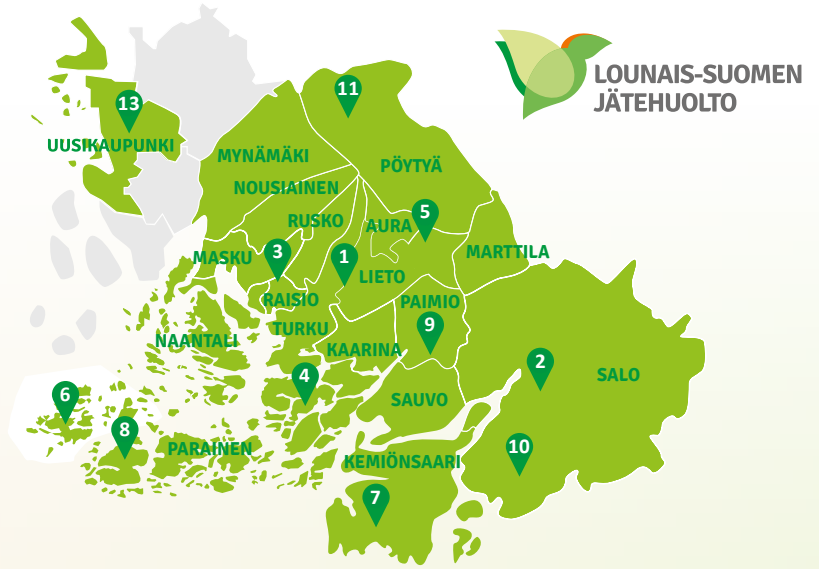 LOUNAIS-SUOMEN
JÄTEHUOLTO
13
11
UUSIKAUPUNKI
MYNÄMÄKI
PÖYTYÄ
NOUSIAINEN
RUSKO
AURA
5
MASKU
3
1
MARTTILA
LIETO
RAISIO
PAIMIO
TURKU
9
NAANTALI
KAARINA
2
SALO
4
6
SAUVO
8
PARAINEN
10
KEMIÖNSAARI
7